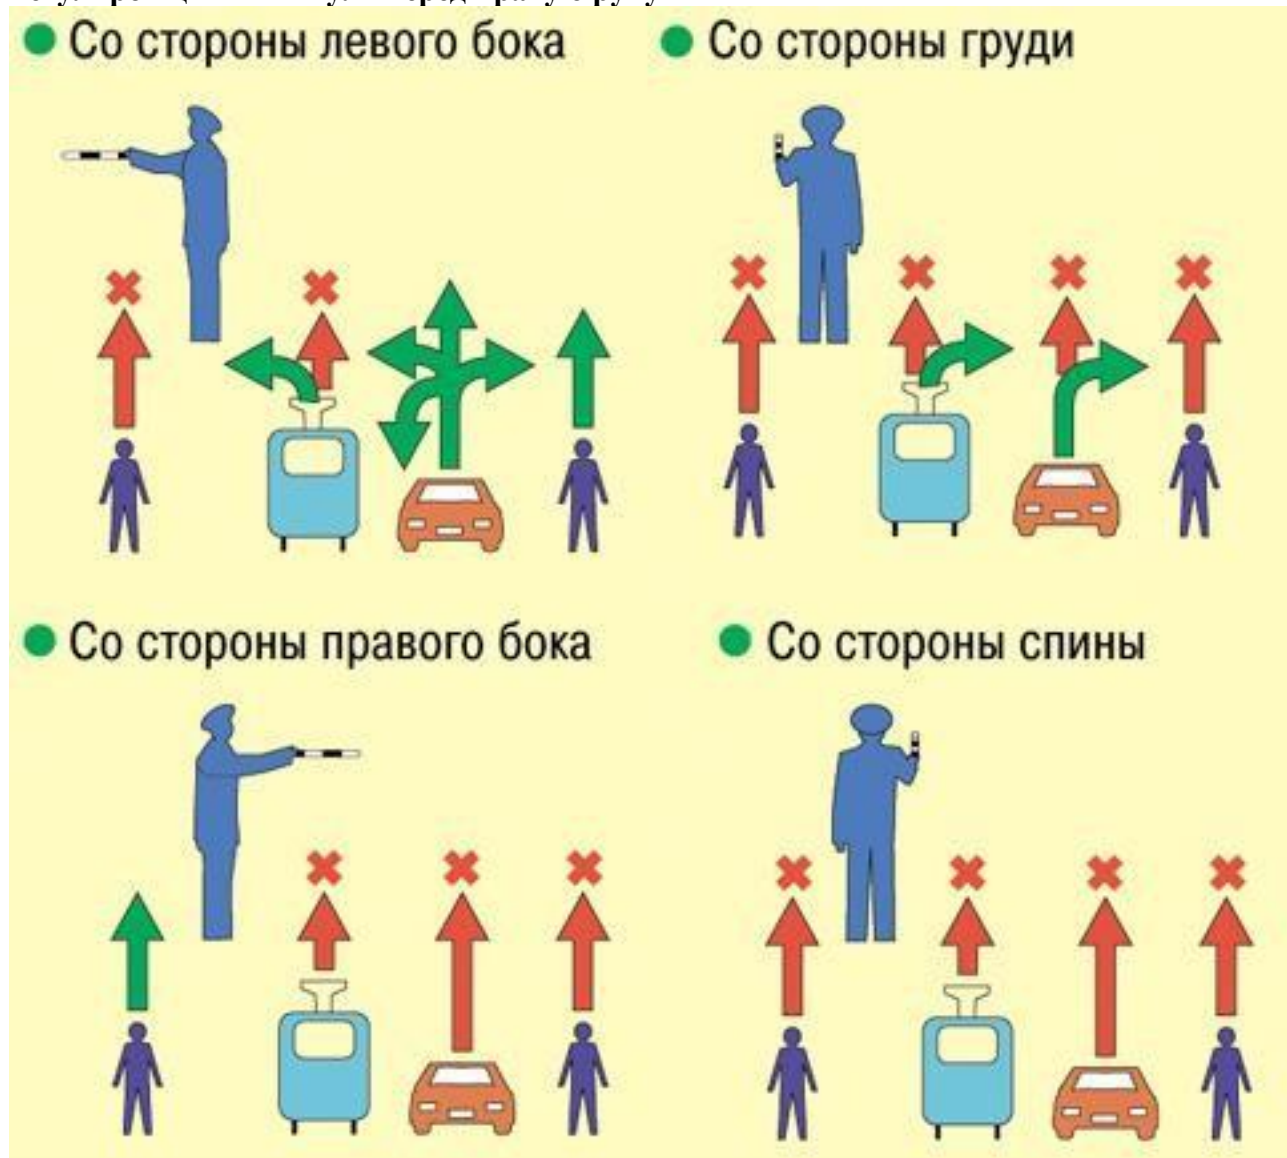 Со стороны левого бока
Со стороны груди
Со стороны правого бока
Со стороны спины